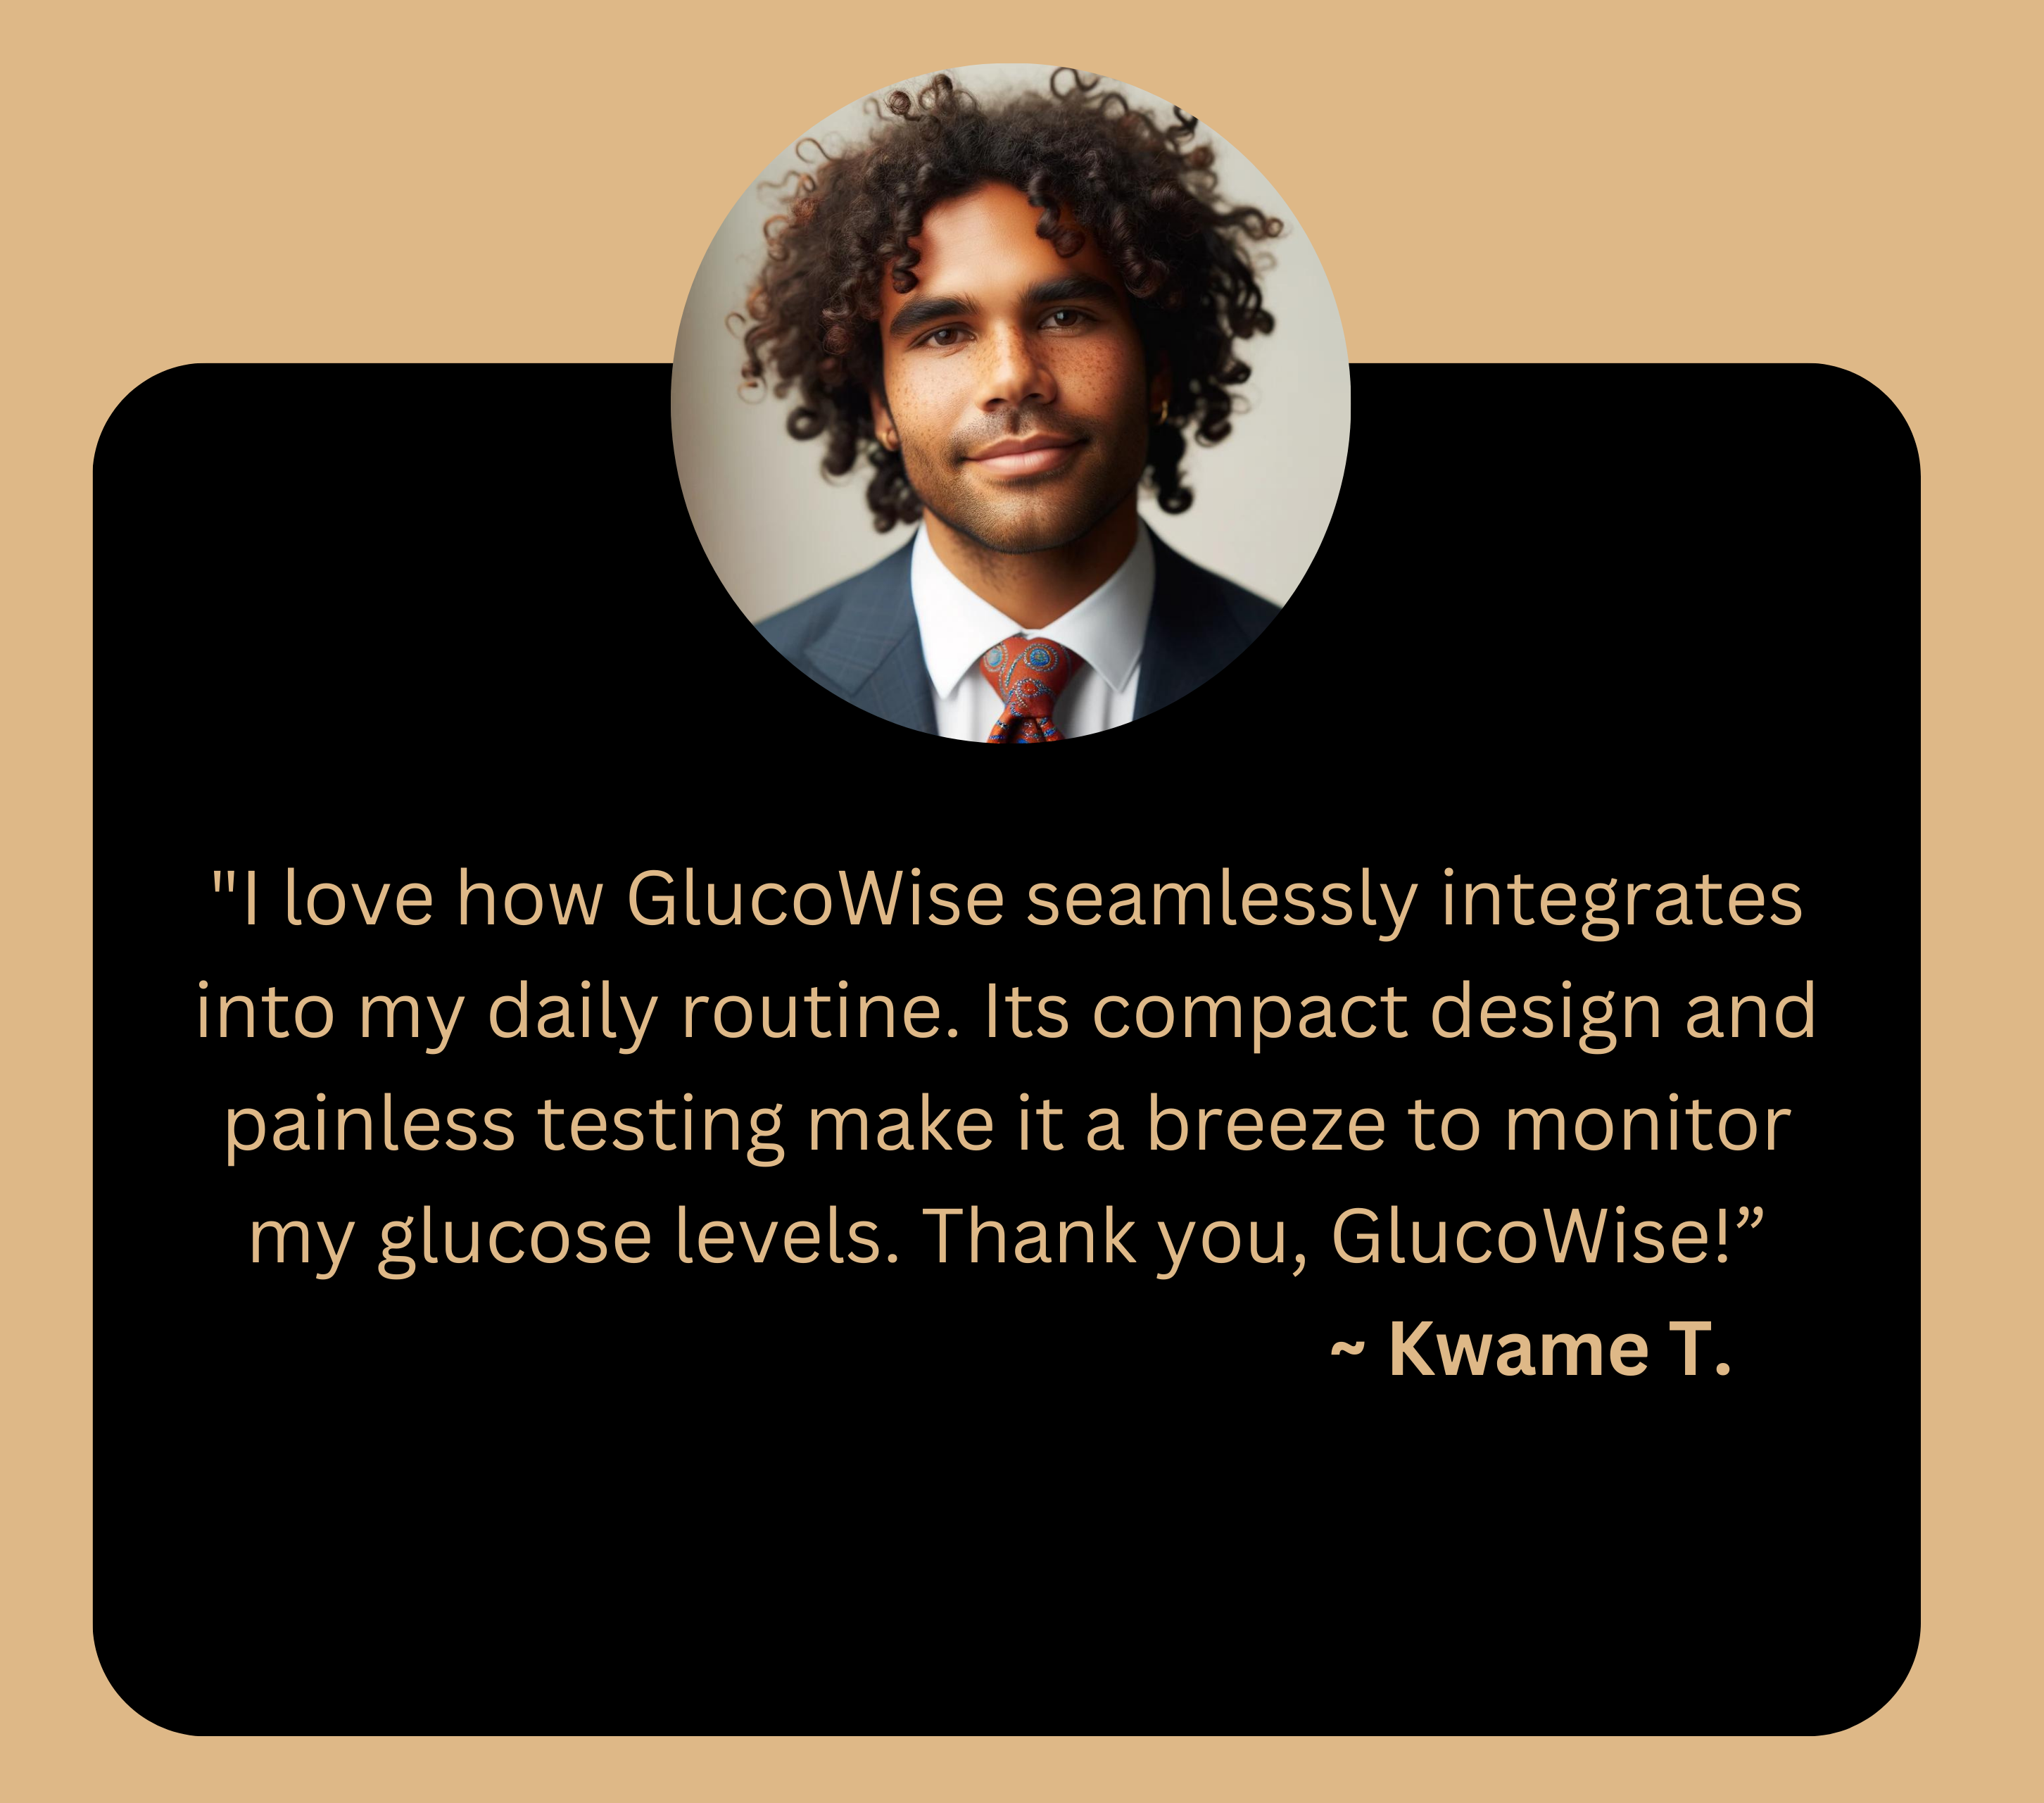 "I love how GlucoWise seamlessly integrates
into my daily routine. Its compact design and
painless testing make it a breeze to monitor
my glucose levels. Thank you, GlucoWise!”
~ Kwame T.